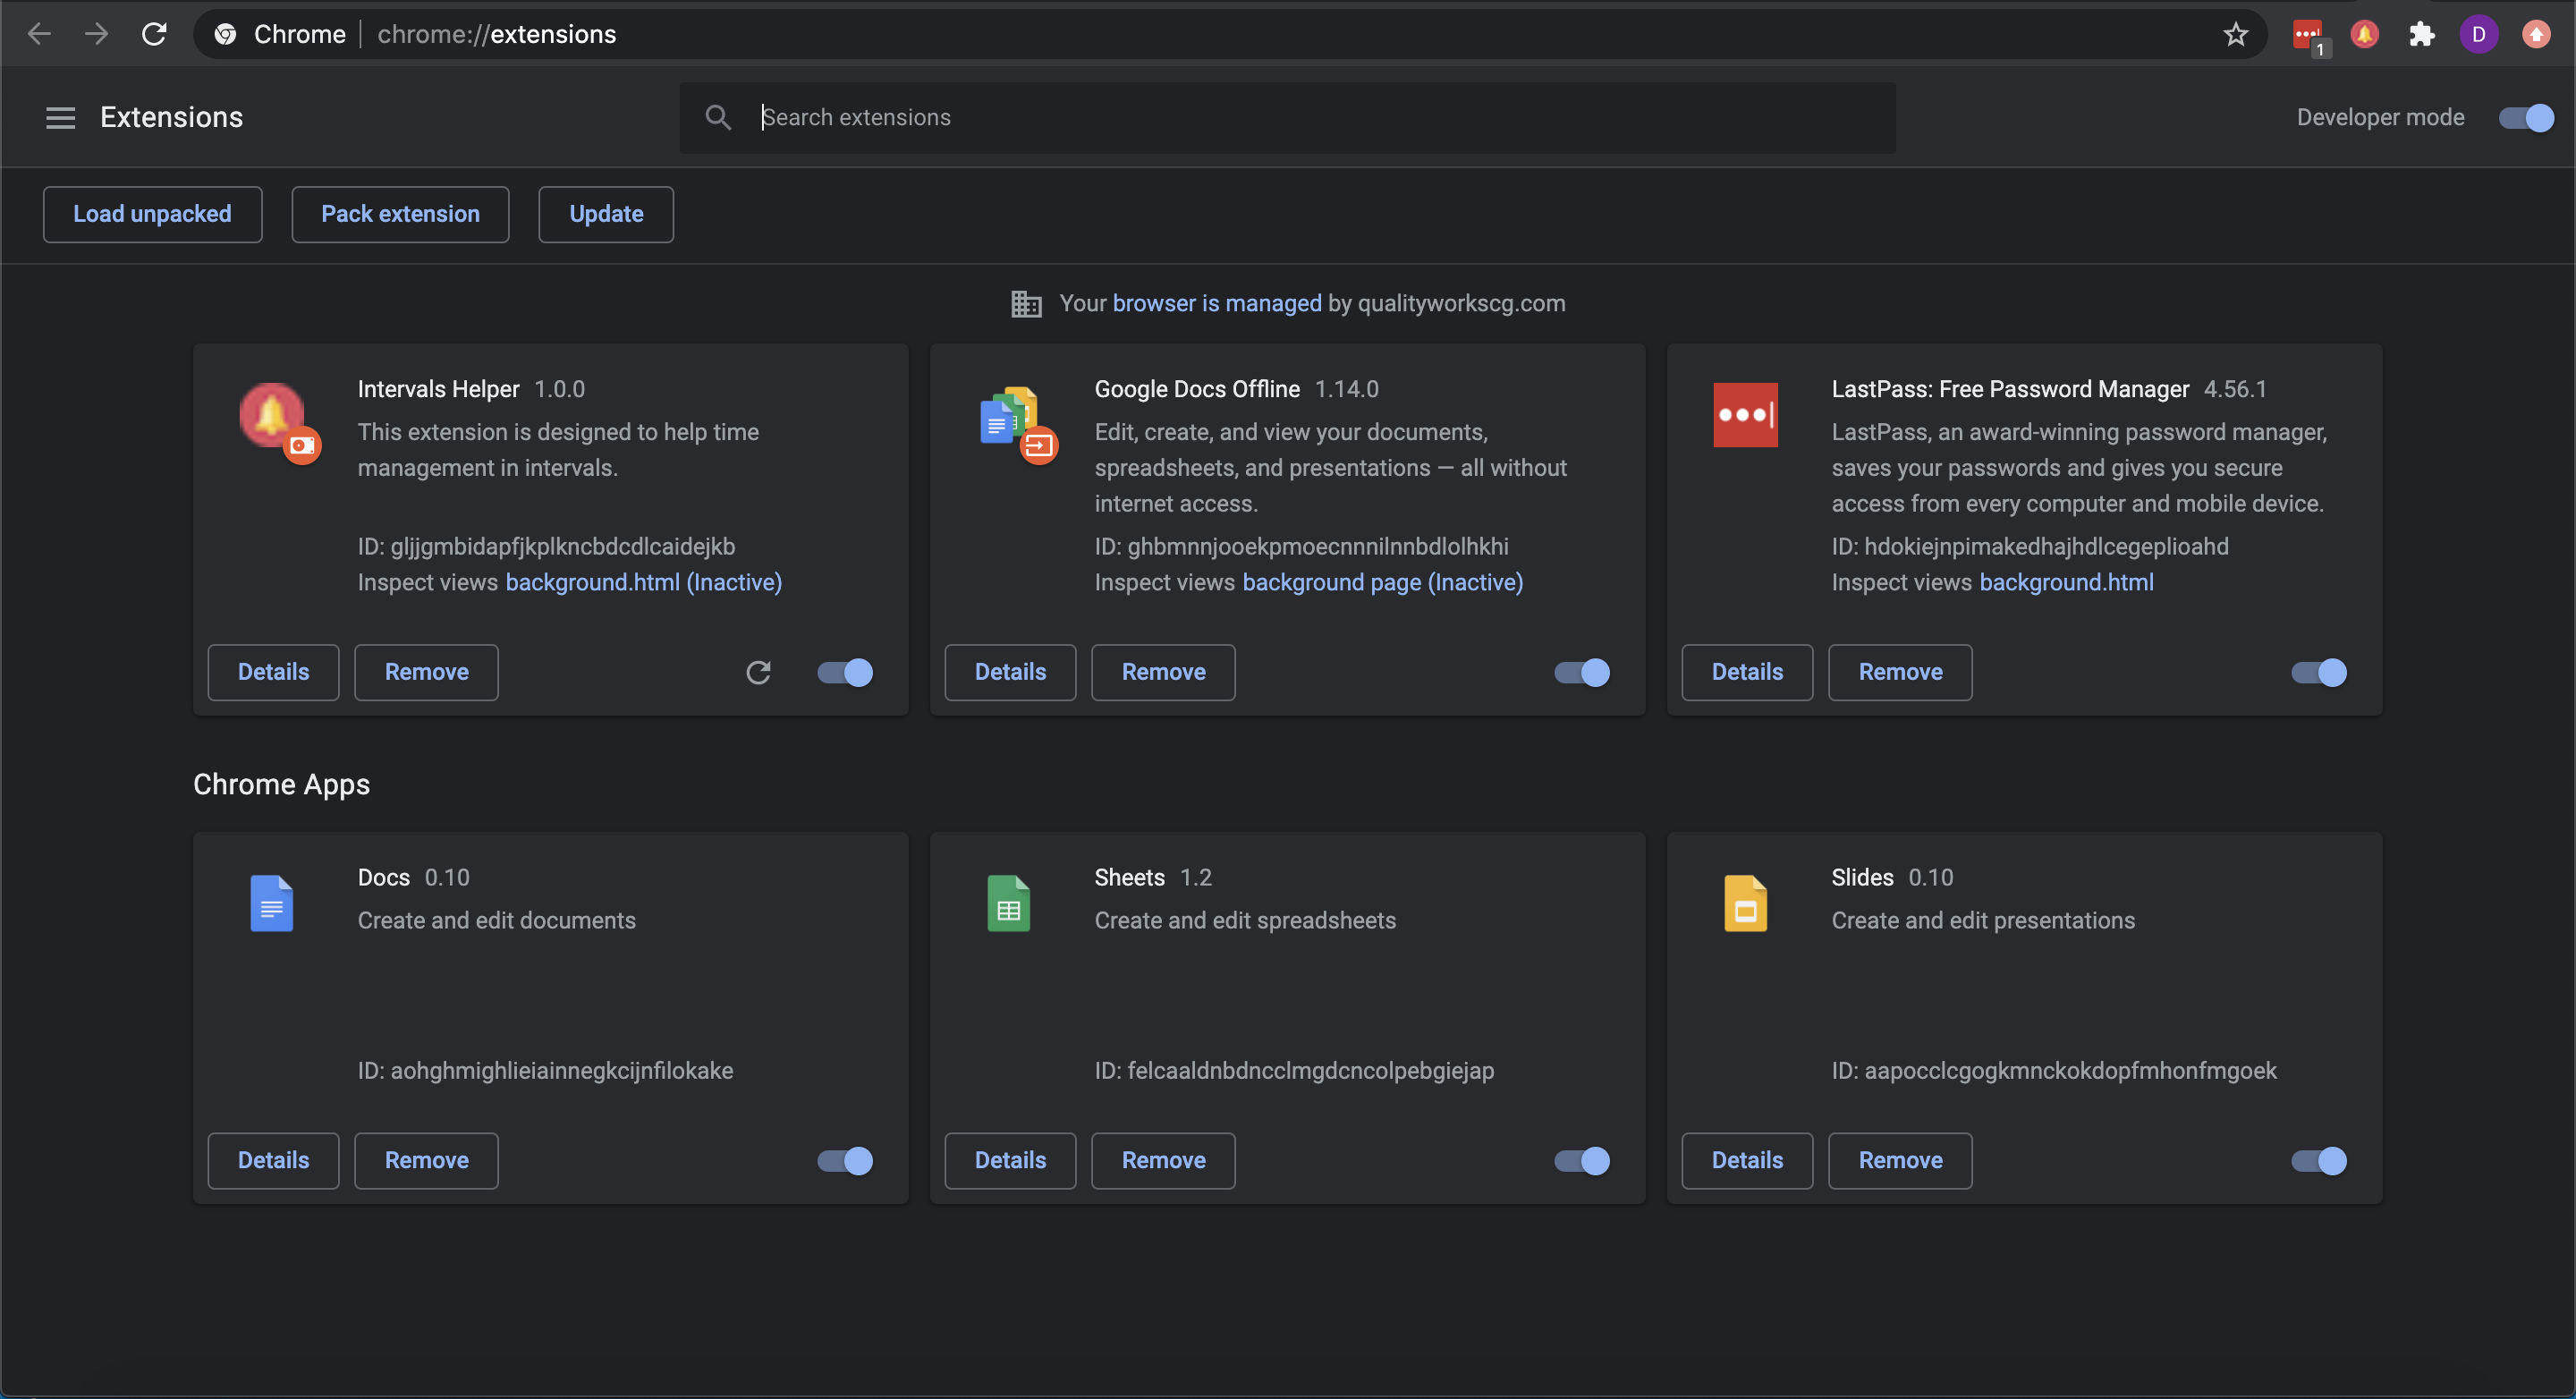 Chrome | chrome://extensions
1
D
Extensions
Search extensions
Developer mode
Load unpacked
Pack extension
Update
Your browser is managed by qualityworkscg.com
Intervals Helper 1.0.0
This extension is designed to help time
management in intervals.
ID: gljjgmbidapfjkplkncbdcdlcaidejkb
Inspect views background.html (Inactive)
Details
Remove
Google Docs Offline 1.14.0
Edit, create, and view your documents,
spreadsheets, and presentations — all without
internet access.
ID: ghbmnnjooekpmoecnnnilnnbdlolhkhi
Inspect views background page (Inactive)
Details
Remove
LastPass: Free Password Manager 4.56.1
LastPass, an award-winning password manager,
saves your passwords and gives you secure
access from every computer and mobile device.
ID: hdokiejnpimakedhajhdlcegeplioahd
Inspect views background.html
Details
Remove
Chrome Apps
Docs 0.10
Create and edit documents
ID: aohghmighlieiainnegkcijnfilokake
Details
Remove
Sheets 1.2
Create and edit spreadsheets
ID: felcaaldnbdncclmgdcncolpebgiejap
Details
Remove
Slides 0.10
Create and edit presentations
ID: aapocclcgogkmnckokdopfmhonfmgoek
Details
Remove